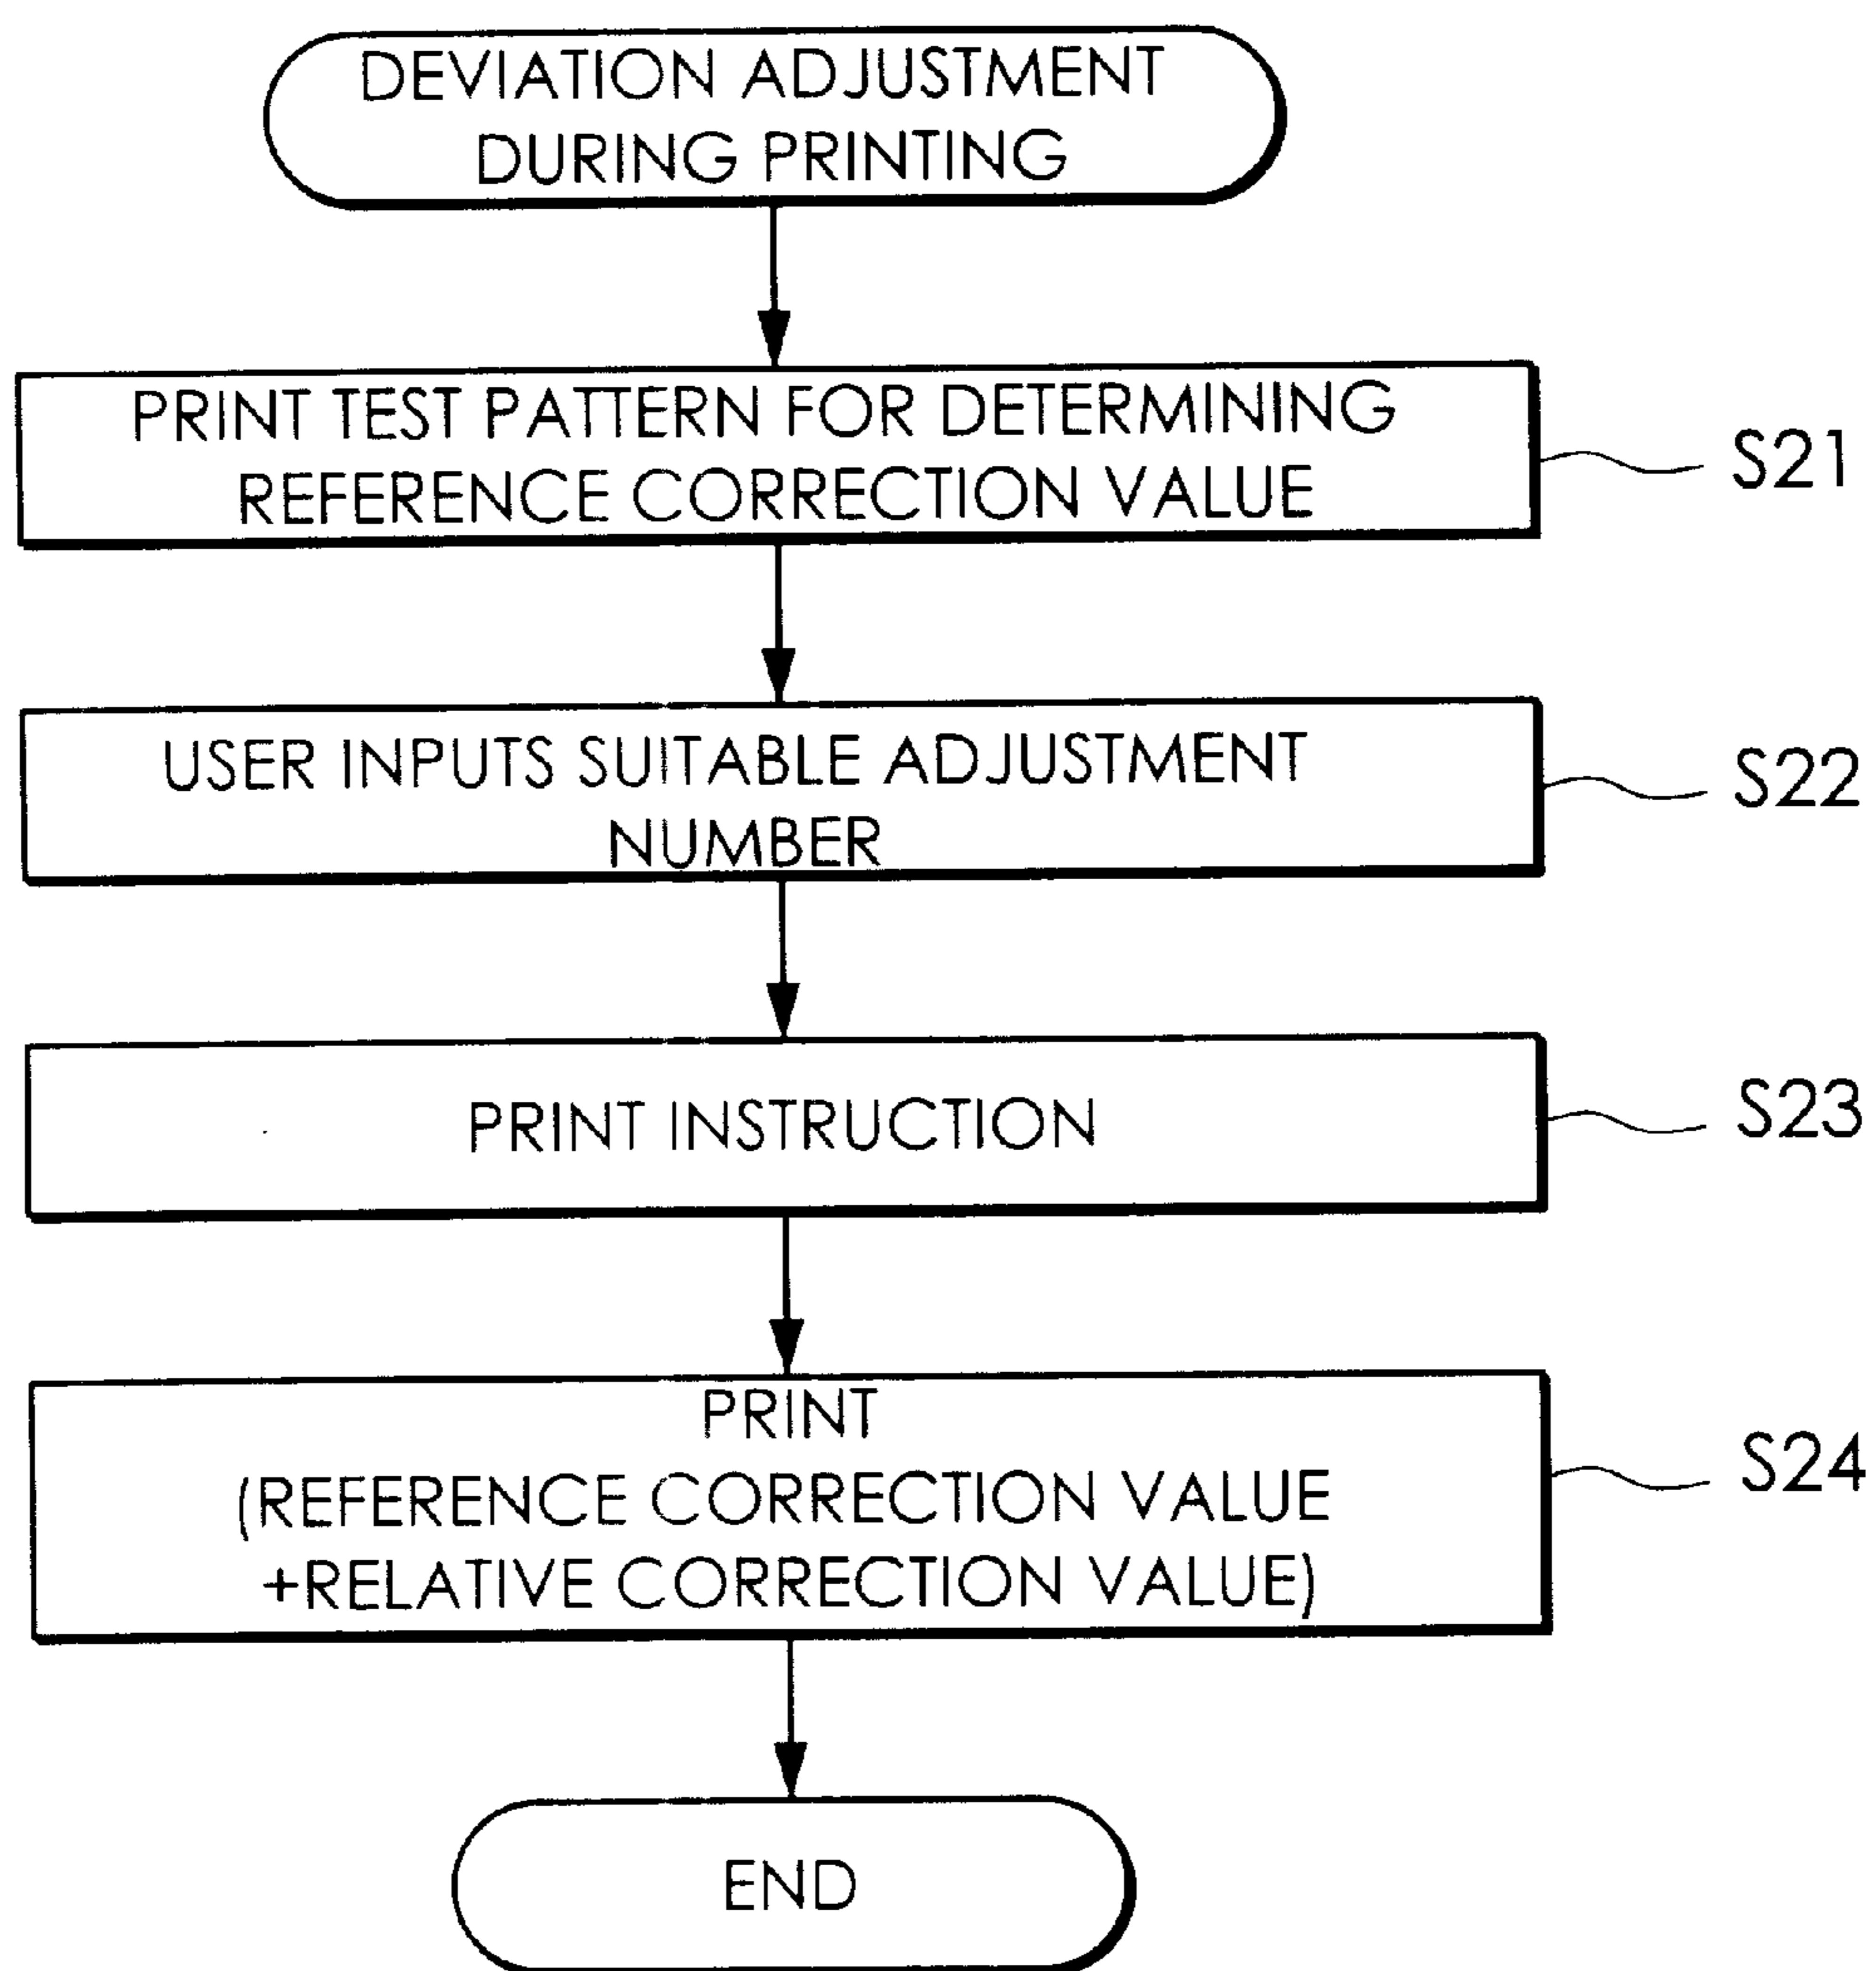 DEVIATION ADJUSTMENT
DURING PRINTING
PRINT TEST PATTERN FOR DETERMINING
REFERENCE CORRECTION VALUE
S21
USER INPUTS SUITABLE ADJUSTMENT
NUMBER
S22
PRINT INSTRUCTION
S23
PRINT
(REFERENCE CORRECTION VALUE
+RELATIVE CORRECTION VALUE)
S24
END